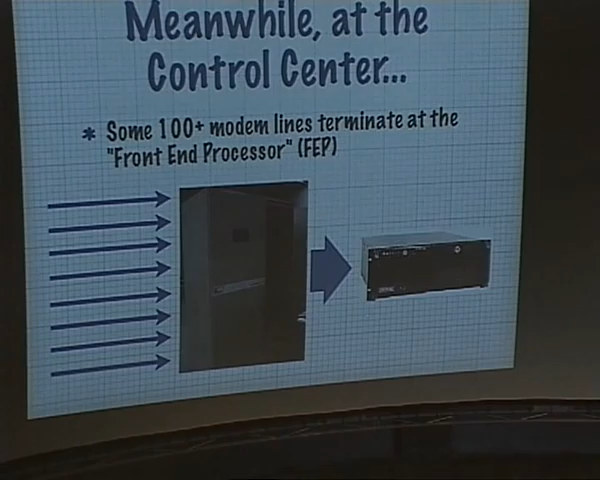 Meanwhile, at the
Control Center...
* Some 100+ modem lines terminate at the
"Front End Processor" (FEP)